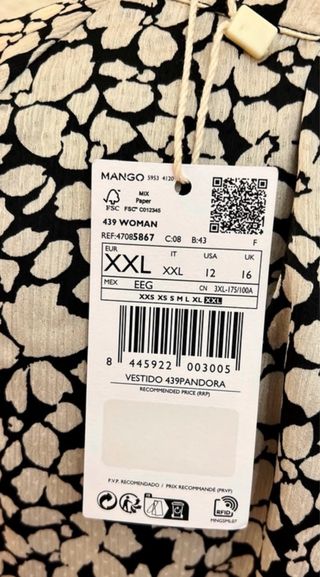 MANGO 5953 4120
MIX
Paper
FSC FSC® C012345
439 WOMAN
REF:47085867 C:08 B:43 F
EUR IT USA UK
XXL XXL 12 16
MEX EEG CN 3XL-175/100A
XXS XS S M L XL XXL
8 445922 003005
VESTIDO 439PANDORA
RECOMMENDED PRICE (RRP)
P.V.P. RECOMENDADO / PRIX RECOMMANDÉ (PRVP)
RFID
MNGSML07